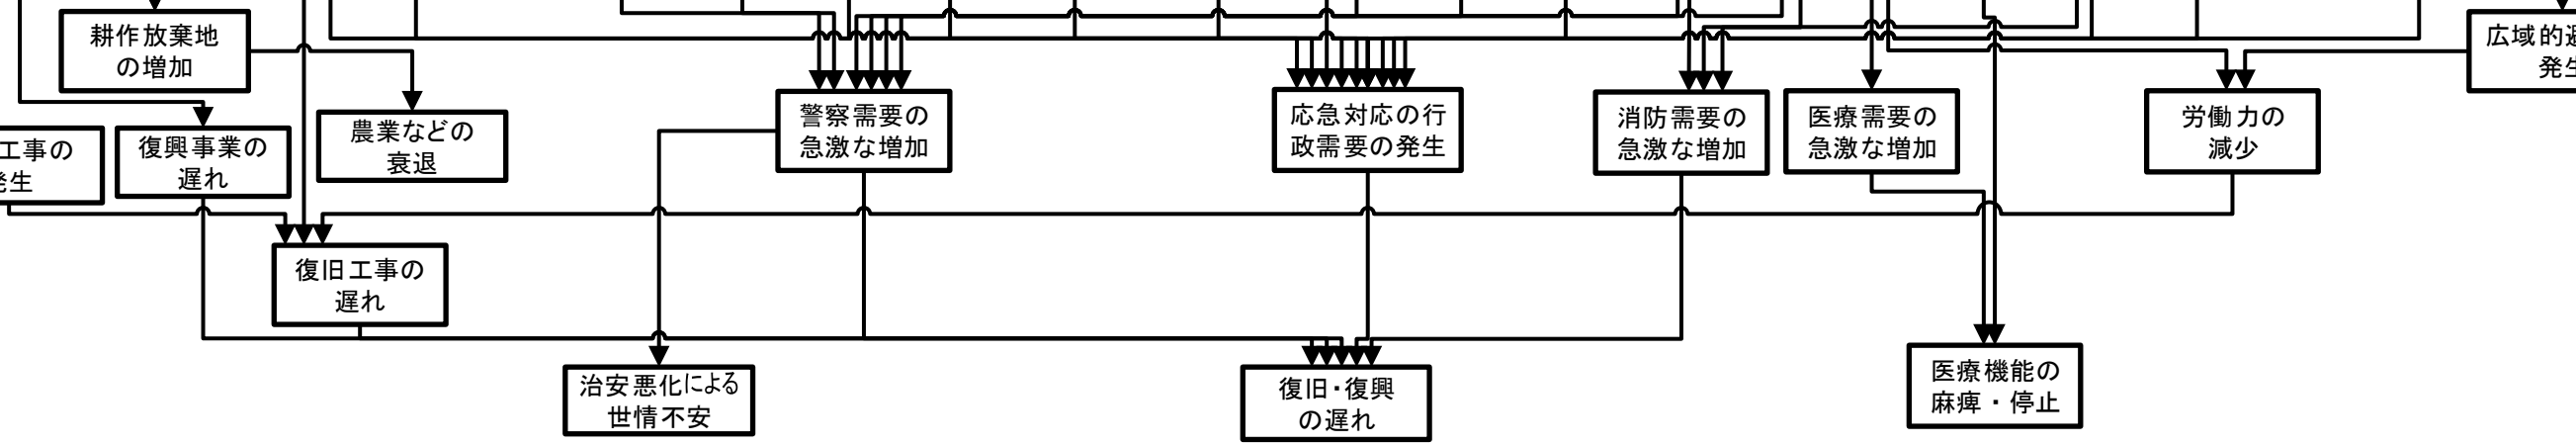 耕作放棄地
の増加
広域的
発生
警察需要の
急激な増加
応急対応の行
政需要の発生
消防需要の
急激な増加
医療需要の
急激な増加
労働力の
減少
農業などの
衰退
工事の
発生
復興事業の
遅れ
復旧工事の
遅れ
治安悪化による
世情不安
復旧・復興
の遅れ
医療機能の
麻痺・停止